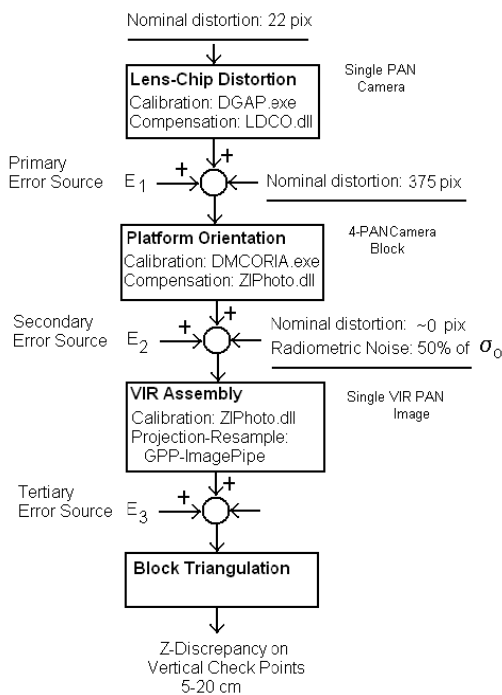 Nominal distortion: 22 pix
Lens-Chip Distortion
Calibration: DGAP.exe
Compensation: LDCO.dll
Single PAN
Camera
Primary
Error Source
E1
+
+
Nominal distortion: 375 pix
Platform Orientation
Calibration: DMCORIA.exe
Compensation: ZIPhoto.dll
4-PANCamera
Block
Secondary
Error Source
E2
+
+
Nominal distortion: ~0 pix
Radiometric Noise: 50% of σo
VIR Assembly
Calibration: ZIPhoto.dll
Projection-Resample:
GPP-ImagePipe
Single VIR PAN
Image
Tertiary
Error Source
E3
+
+
Block Triangulation
Z-Discrepancy on
Vertical Check Points
5-20 cm